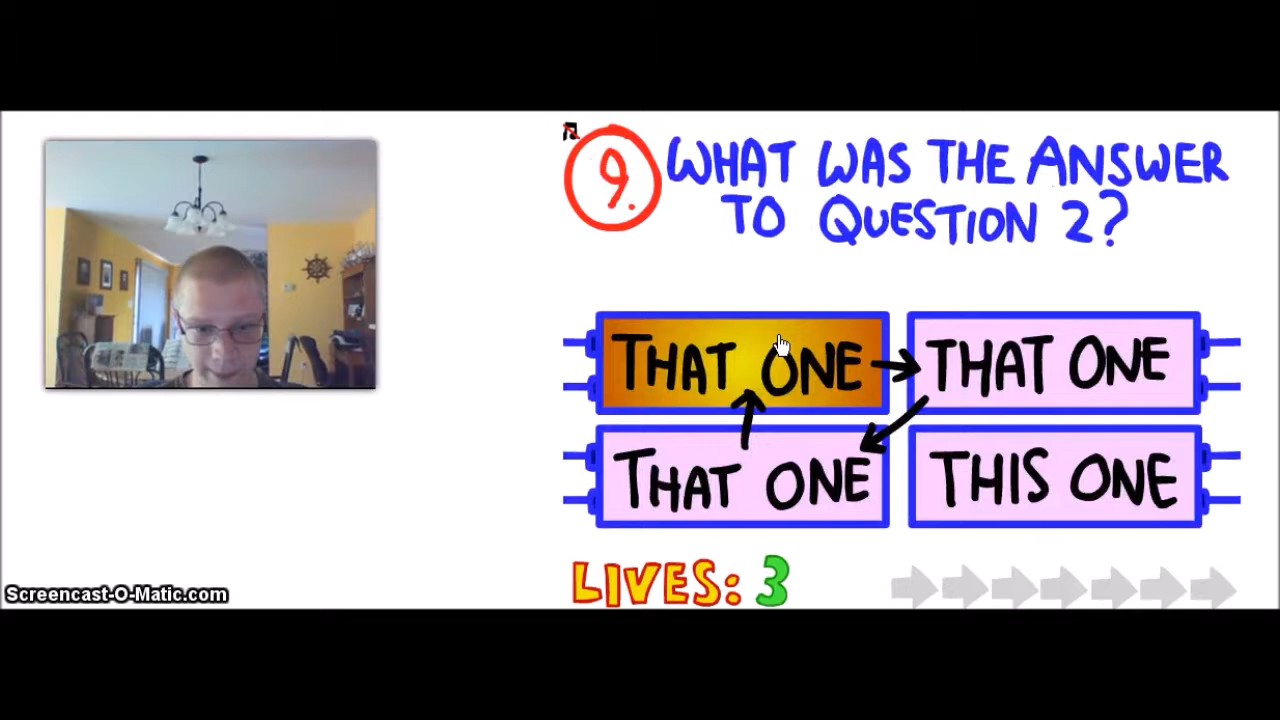 9. WHAT WAS THE ANSWER
TO QUESTION 2?
THAT ONE THAT ONE
THAT ONE THIS ONE
LIVES: 3
Screencast-O-Matic.com